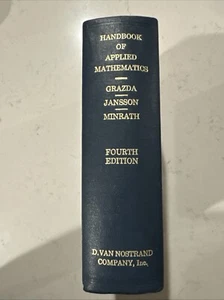 HANDBOOK
OF
APPLIED
MATHEMATICS
GRAZDA
JANSSON
MINRATH
FOURTH
EDITION
D. VAN NOSTRAND
COMPANY, Inc.